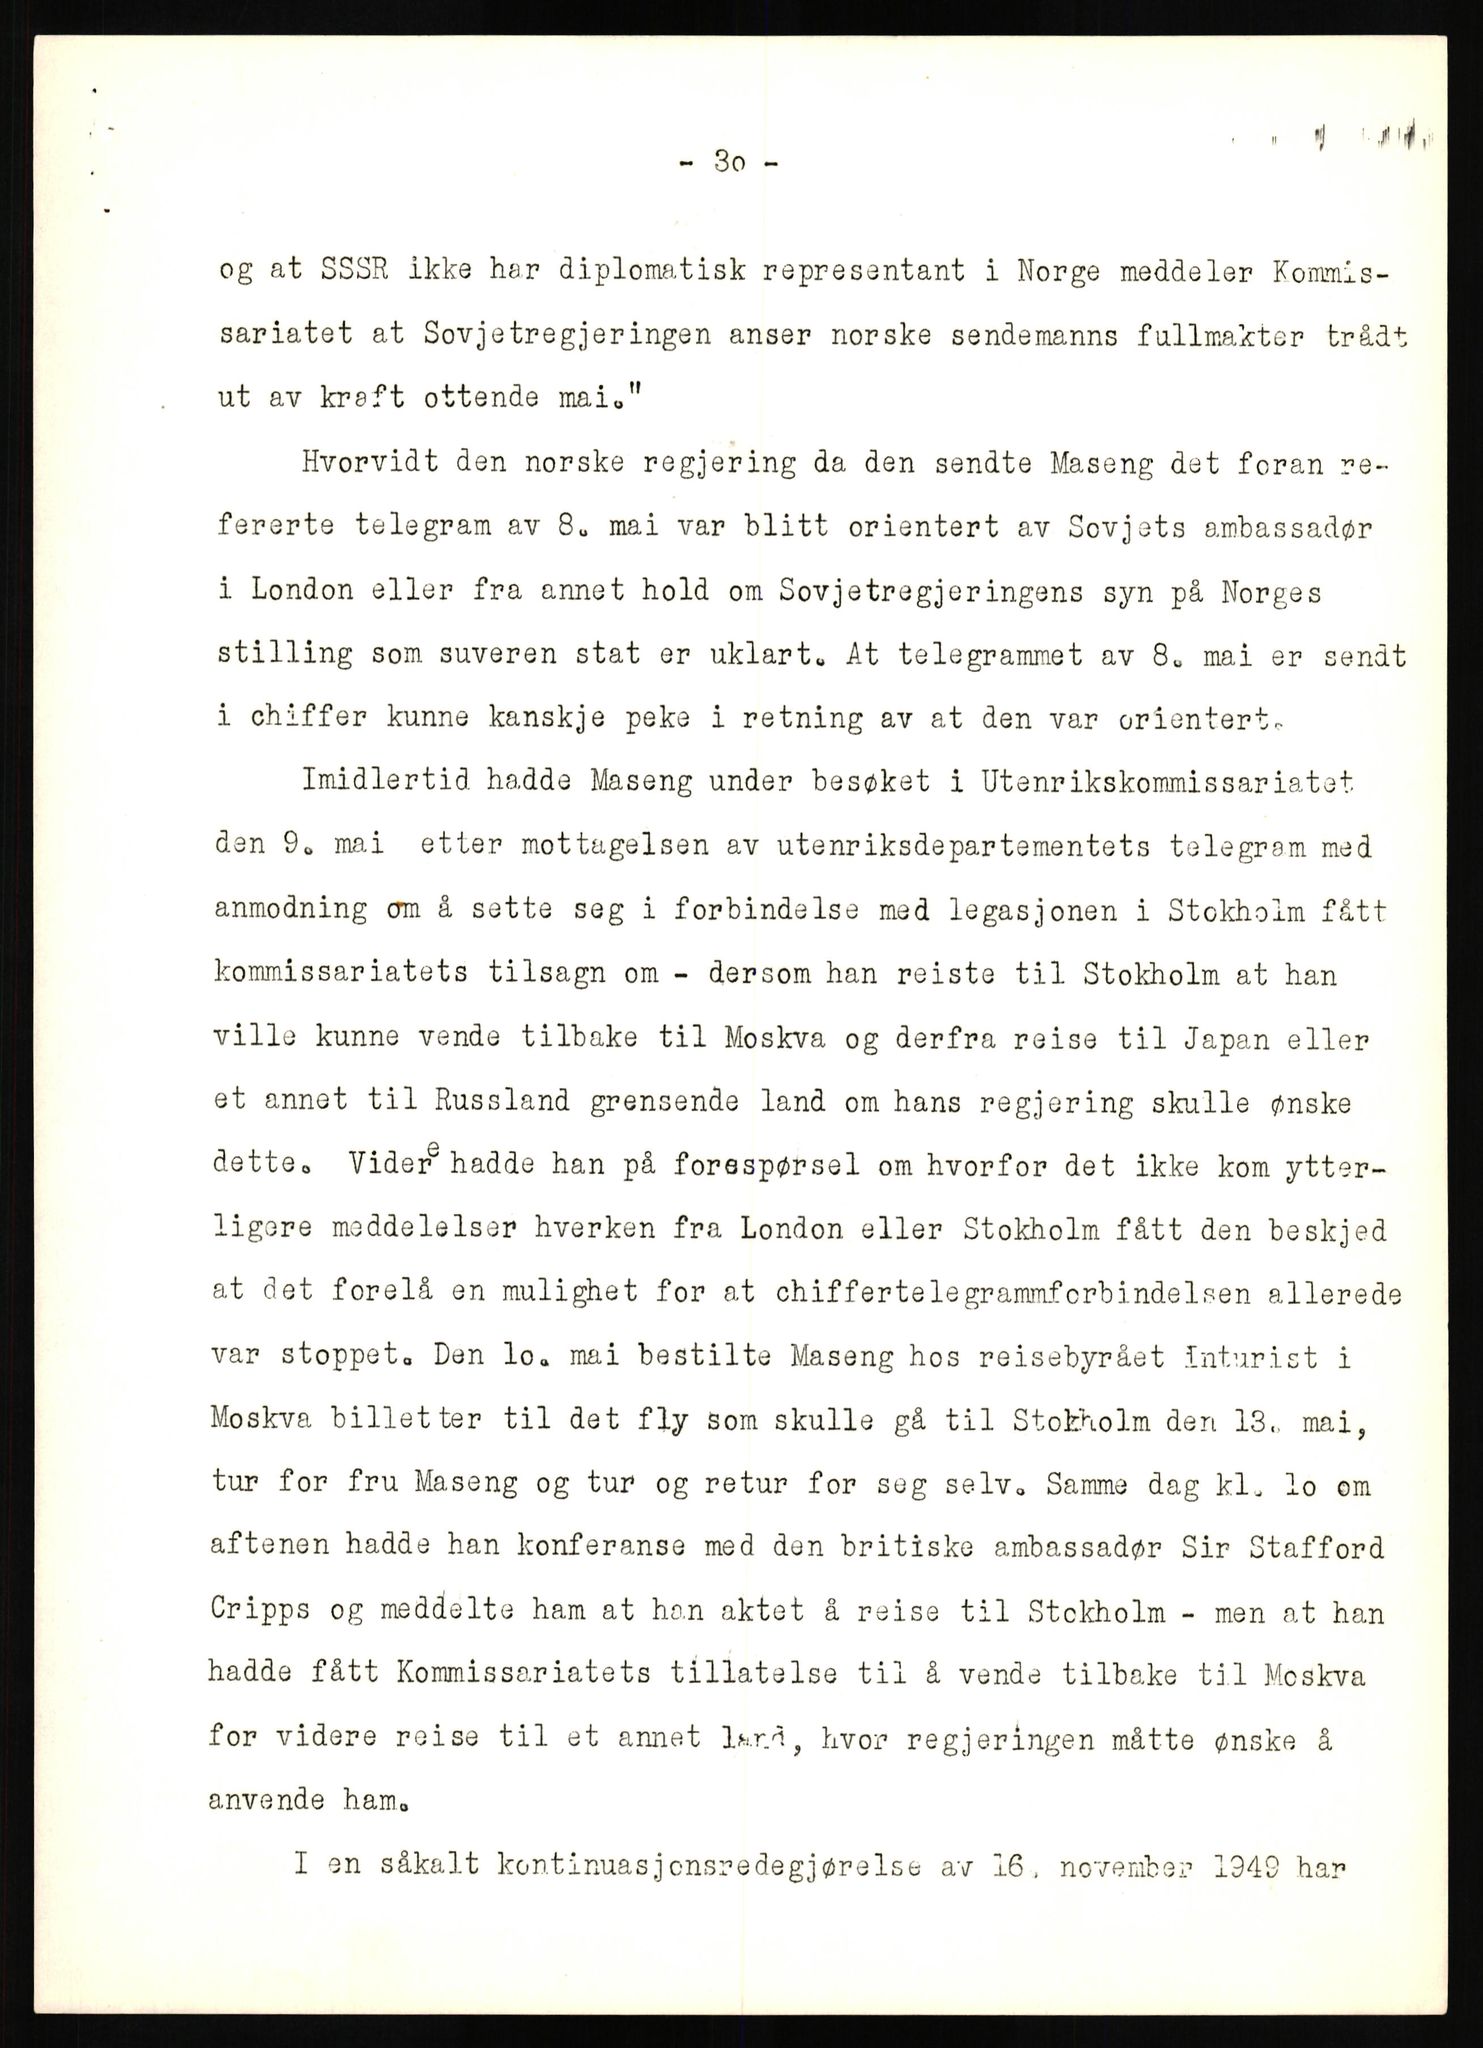 - 3o -
og at SSSR ikke har diplomatisk representant i Norge meddeler Kommis-
sariatet at Sovjetregjeringen anser norske sendemanns fullmakter trådt
ut av kraft ottende mai."
Hvorvidt den norske regjering da den sendte Maseng det foran re-
fererte telegram av 8. mai var blitt orientert av Sovjets ambassadør
i London eller fra annet hold om Sovjetregjeringens syn på Norges
stilling som suveren stat er uklart. At telegrammet av 8. mai er sendt
i chiffer kunne kanskje peke i retning av at den var orientert.
Imidlertid hadde Maseng under besøket i Utenrikskommissariatet
den 9. mai etter mottagelsen av utenriksdepartementets telegram med
anmodning om å sette seg i forbindelse med legasjonen i Stokholm fått
kommissariatets tilsagn om - dersom han reiste til Stokholm at han
ville kunne vende tilbake til Moskva og derfra reise til Japan eller
et annet til Russland grensende land om hans regjering skulle ønske
dette. Videre hadde han på forespørsel om hvorfor det ikke kom ytter-
ligere meddelelser hverken fra London eller Stokholm fått den beskjed
at det forelå en mulighet for at chiffertelegrammforbindelsen allerede
var stoppet. Den lo. mai bestilte Maseng hos reisebyrået Inturist i
Moskva billetter til det fly som skulle gå til Stokholm den 13. mai,
tur for fru Maseng og tur og retur for seg selv. Samme dag kl. lo om
aftenen hadde han konferanse med den britiske ambassadør Sir Stafford
Cripps og meddelte ham at han aktet å reise til Stokholm - men at han
hadde fått Kommissariatets tillatelse til å vende tilbake til Moskva
for videre reise til et annet land, hvor regjeringen måtte ønske å
anvende ham.
I en såkalt kontinuasjonsredegjørelse av 16. november 1949 har